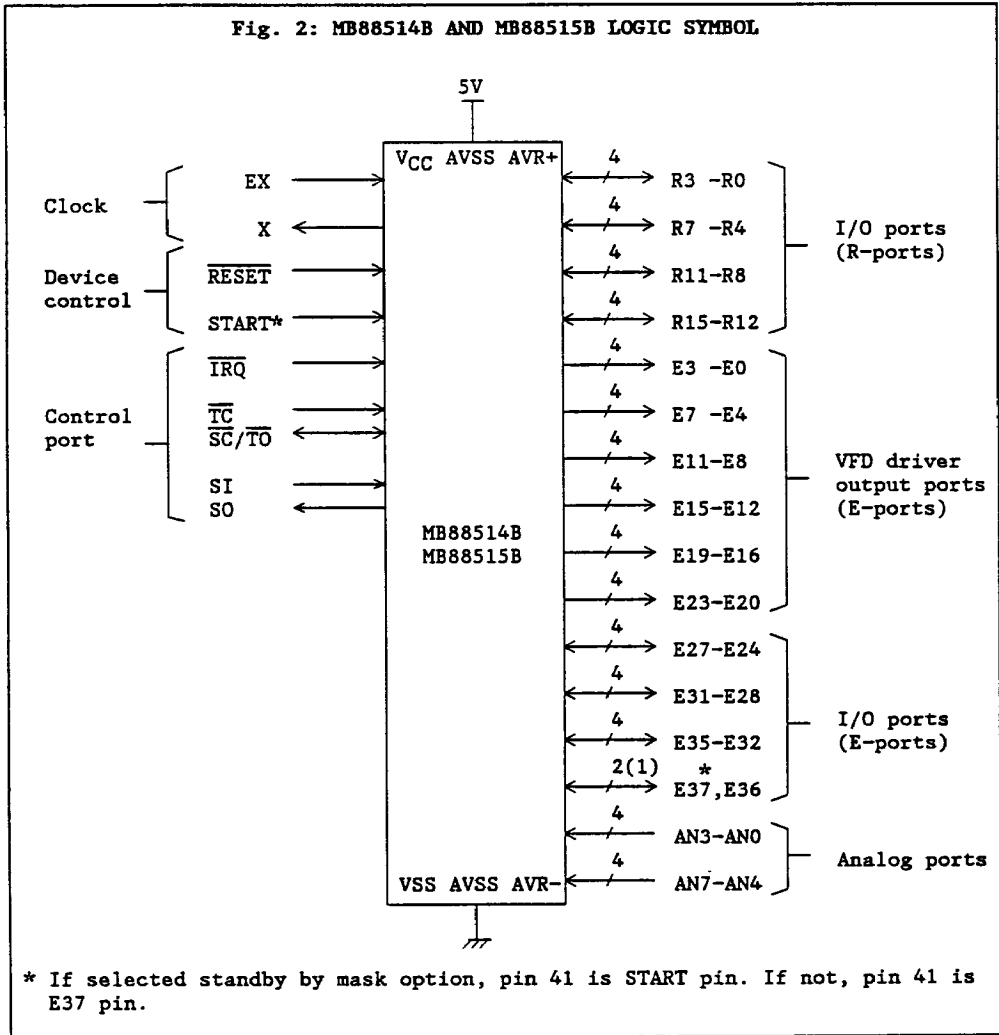 Fig. 2: MB88514B AND MB88515B LOGIC SYMBOL
5V
VCC AVSS AVR+
Clock
EX
X
Device
control
RESET
START*
Control
port
IRQ
TC
SC/TO
SI
SO
MB88514B
MB88515B
VSS AVSS AVR-
4
R3 -R0
4
R7 -R4
4
R11-R8
4
R15-R12
I/O ports
(R-ports)
4
E3 -E0
4
E7 -E4
4
E11-E8
4
E15-E12
4
E19-E16
4
E23-E20
VFD driver
output ports
(E-ports)
4
E27-E24
4
E31-E28
4
E35-E32
2(1)
*
E37,E36
I/O ports
(E-ports)
4
AN3-AN0
4
AN7-AN4
Analog ports
* If selected standby by mask option, pin 41 is START pin. If not, pin 41 is
E37 pin.